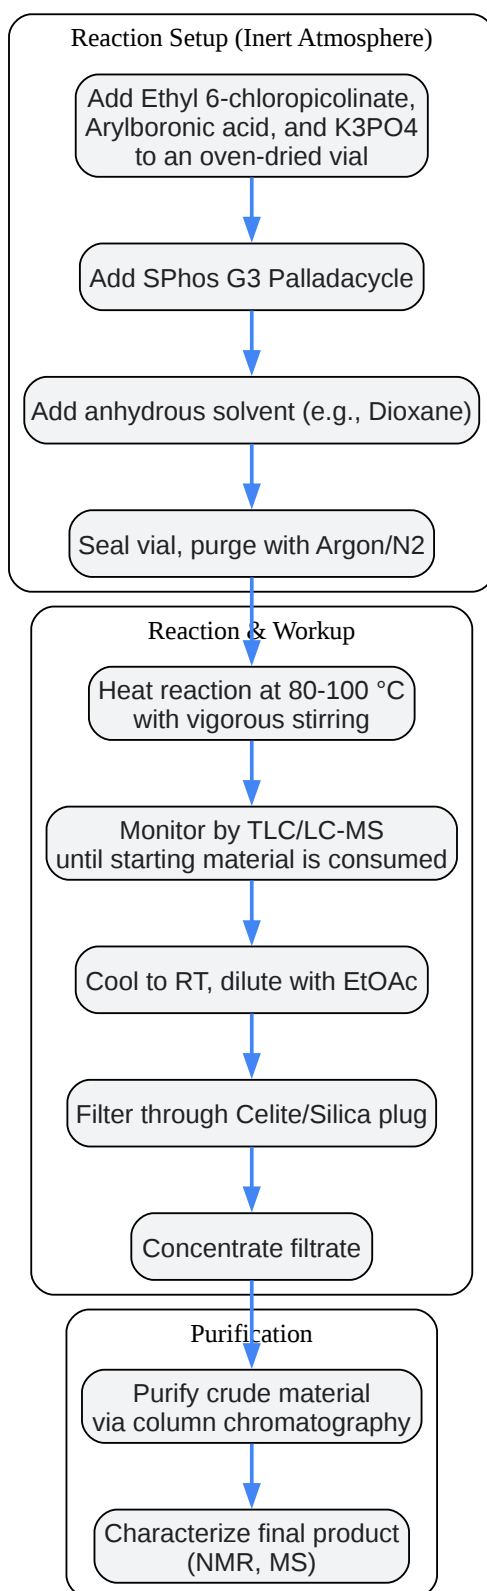 Reaction Setup (Inert Atmosphere)
Add Ethyl 6-chloropicolinate,
Arylboronic acid, and K3PO4
to an oven-dried vial
Add SPhos G3 Palladacycle
Add anhydrous solvent (e.g., Dioxane)
Seal vial, purge with Argon/N2
Reaction & Workup
Heat reaction at 80-100 °C
with vigorous stirring
Monitor by TLC/LC-MS
until starting material is consumed
Cool to RT, dilute with EtOAc
Filter through Celite/Silica plug
Concentrate filtrate
Purification
Purify crude material
via column chromatography
Characterize final product
(NMR, MS)